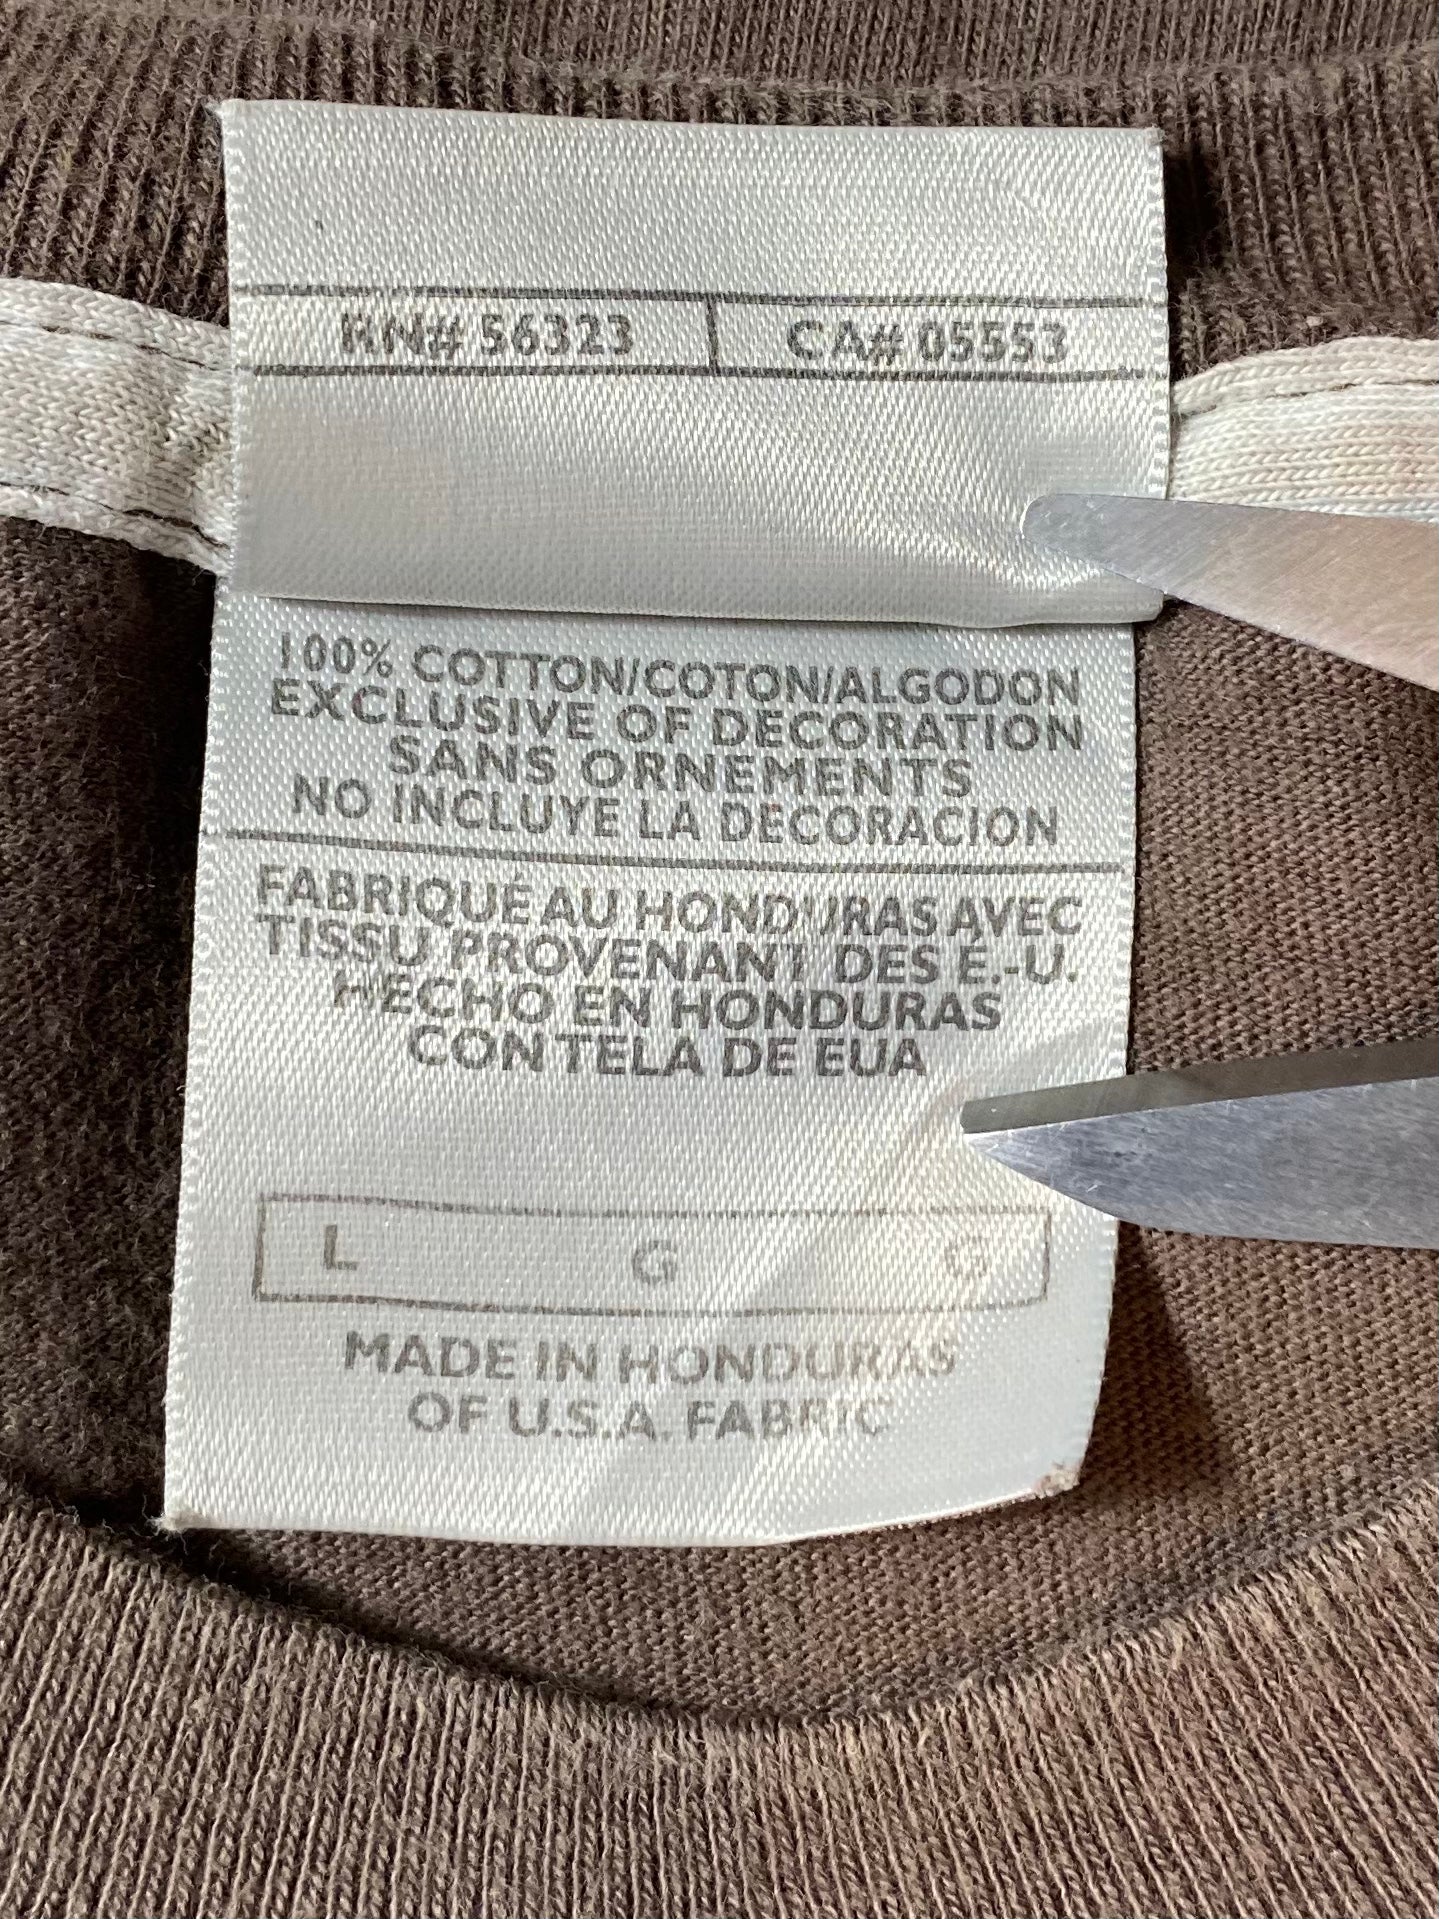 RN# 56323 CA# 05553
100% COTTON/COTON/ALGODON
EXCLUSIVE OF DECORATION
SANS ORNEMENTS
NO INCLUYE LA DECORACION
FABRIQUÉ AU HONDURAS AVEC
TISSU PROVENANT DES É.-U.
HECHO EN HONDURAS
CON TELA DE EUA
L G G
MADE IN HONDURAS
OF U.S.A. FABRIC